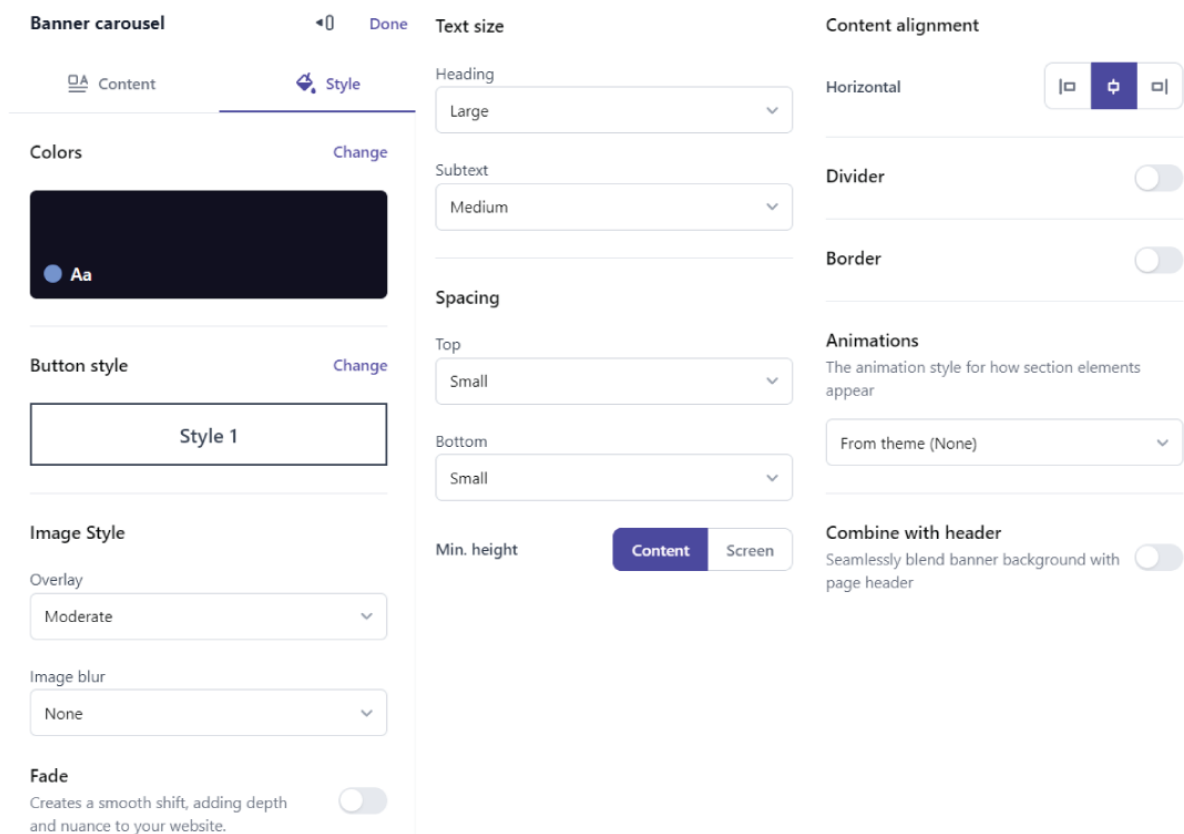 Banner carousel
Done
Content
Style
Colors
Change
Aa
Button style
Change
Style 1
Image Style
Overlay
Moderate
Image blur
None
Fade
Creates a smooth shift, adding depth
and nuance to your website.
Text size
Heading
Large
Subtext
Medium
Spacing
Top
Small
Bottom
Small
Min. height
Content
Screen
Content alignment
Horizontal
Divider
Border
Animations
The animation style for how section elements
appear
From theme (None)
Combine with header
Seamlessly blend banner background with
page header